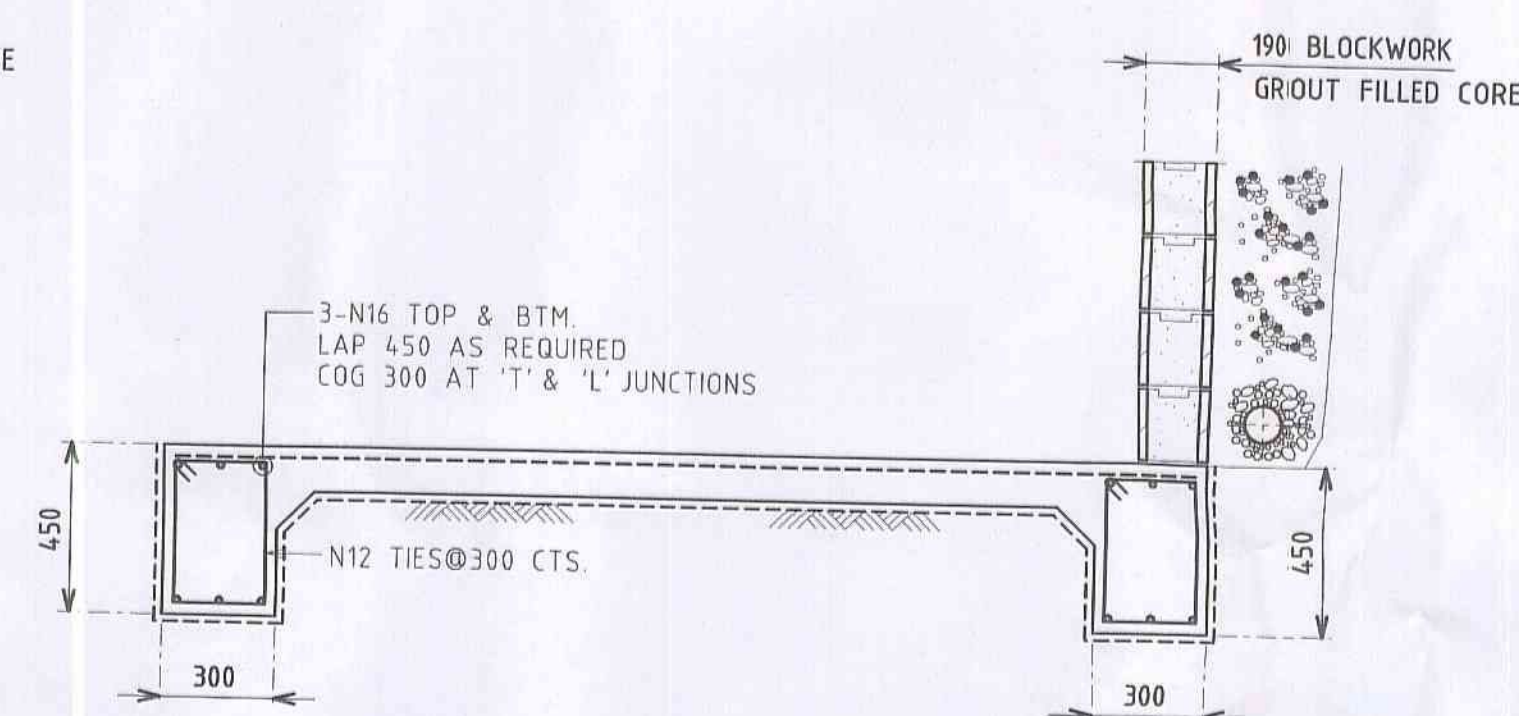 E
190 BLOCKWORK
GROUT FILLED CORE
3-N16 TOP & BTM.
LAP 450 AS REQUIRED
COG 300 AT 'T' & 'L' JUNCTIONS
450
N12 TIES@300 CTS.
450
300
300